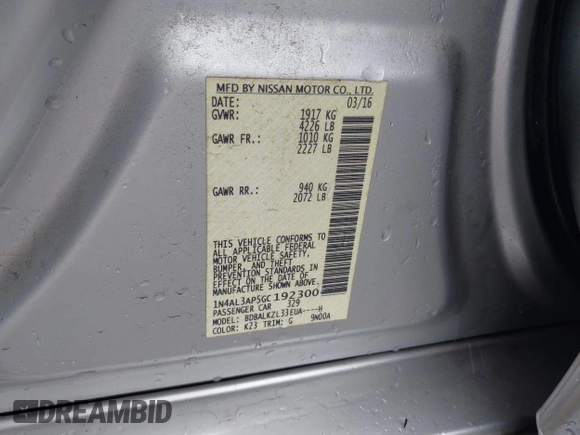 MFD BY NISSAN MOTOR CO., LTD.
DATE: 03/16
GVWR: 1917 KG
4226 LB
GAWR FR.: 1010 KG
2227 LB
GAWR RR.: 940 KG
2072 LB
THIS VEHICLE CONFORMS TO
ALL APPLICABLE FEDERAL
MOTOR VEHICLE SAFETY,
BUMPER, AND THEFT
PREVENTION STANDARDS IN
EFFECT ON THE DATE OF
MANUFACTURE SHOWN ABOVE.
1N4AL3AP5GC192300
PASSENGER CAR 329
MODEL: BDBALKZL33EUA----H
COLOR: K23 TRIM; G 9N00A
DREAMBID